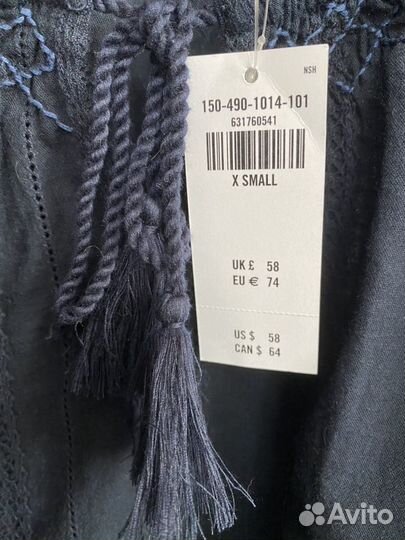 NSH
150-490-1014-101
631760541
X SMALL
UK £ 58
EU € 74
US $ 58
CAN $ 64
Avito